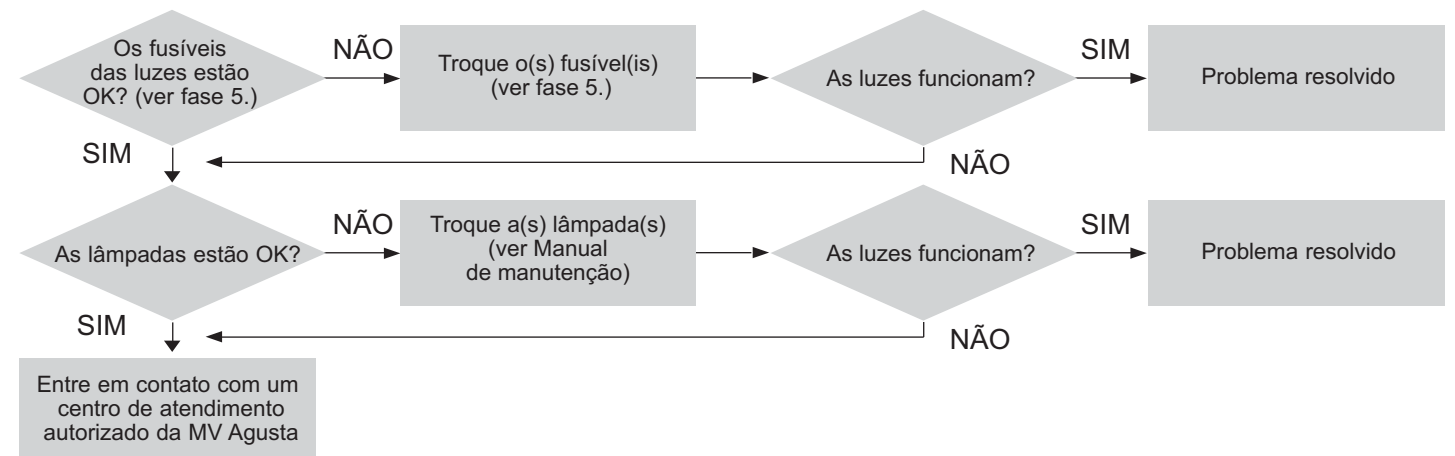 Os fusíveis
das luzes estão
OK? (ver fase 5.)
NÃO
Troque o(s) fusível(is)
(ver fase 5.)
As luzes funcionam?
SIM
Problema resolvido
SIM
NÃO
As lâmpadas estão OK?
NÃO
Troque a(s) lâmpada(s)
(ver Manual
de manutenção)
As luzes funcionam?
SIM
Problema resolvido
SIM
NÃO
Entre em contato com um
centro de atendimento
autorizado da MV Agusta